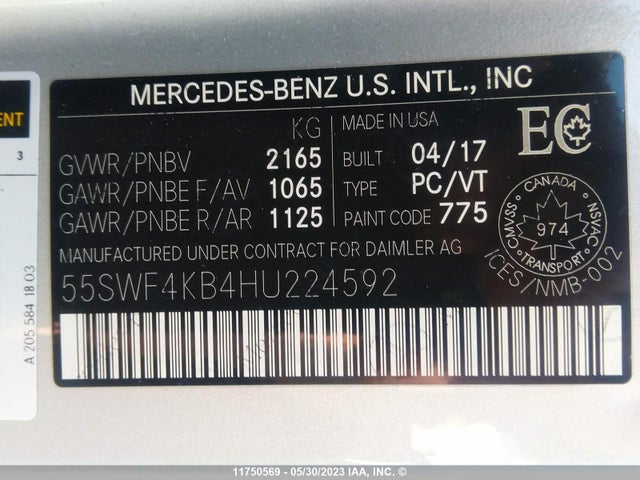 MERCEDES-BENZ U.S. INTL., INC
KG MADE IN USA EC
GVWR/PNBV 2165 BUILT 04/17
GAWR/PNBE F/AV 1065 TYPE PC/VT
GAWR/PNBE R/AR 1125 PAINT CODE 775
MANUFACTURED UNDER CONTRACT FOR DAIMLER AG
55SWF4KB4HU224592
CANADA
CMVSS 974 NSVAC
TRANSPORT
ICES/NMB-002
ENT
3
A 205 584 18 03
11750569 - 05/30/2023 IAA, INC. ©